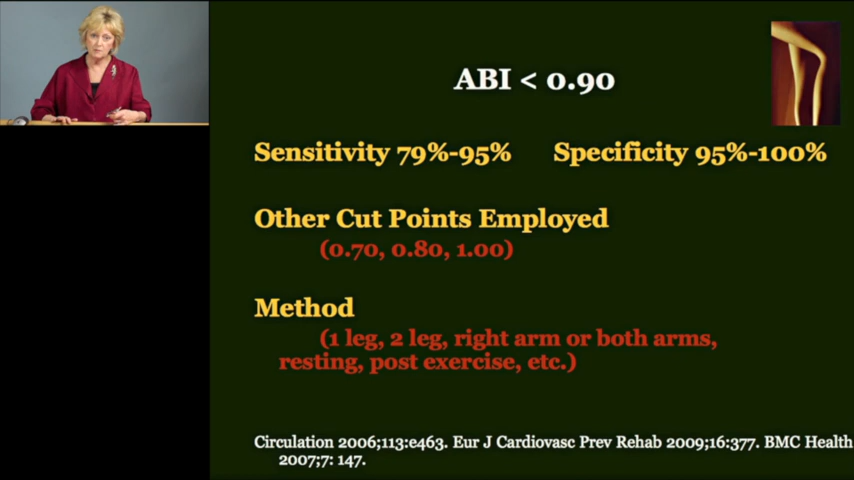 ABI < 0.90
Sensitivity 79%-95% Specificity 95%-100%
Other Cut Points Employed
(0.70, 0.80, 1.00)
Method
(1 leg, 2 leg, right arm or both arms,
resting, post exercise, etc.)
Circulation 2006;113:e463. Eur J Cardiovasc Prev Rehab 2009;16:377. BMC Health
2007;7: 147.